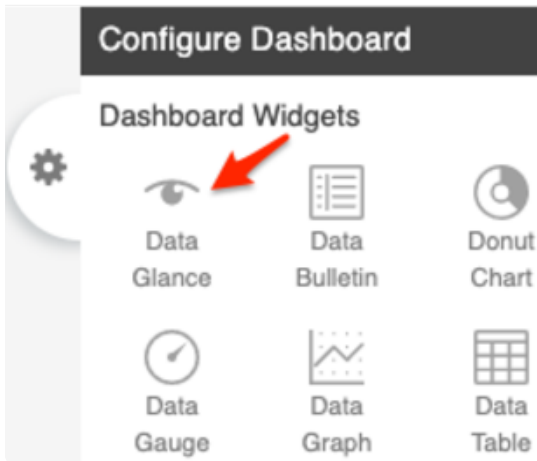 Configure Dashboard
Dashboard Widgets
Data Data Donut
Glance Bulletin Chart
Data Data Data
Gauge Graph Table